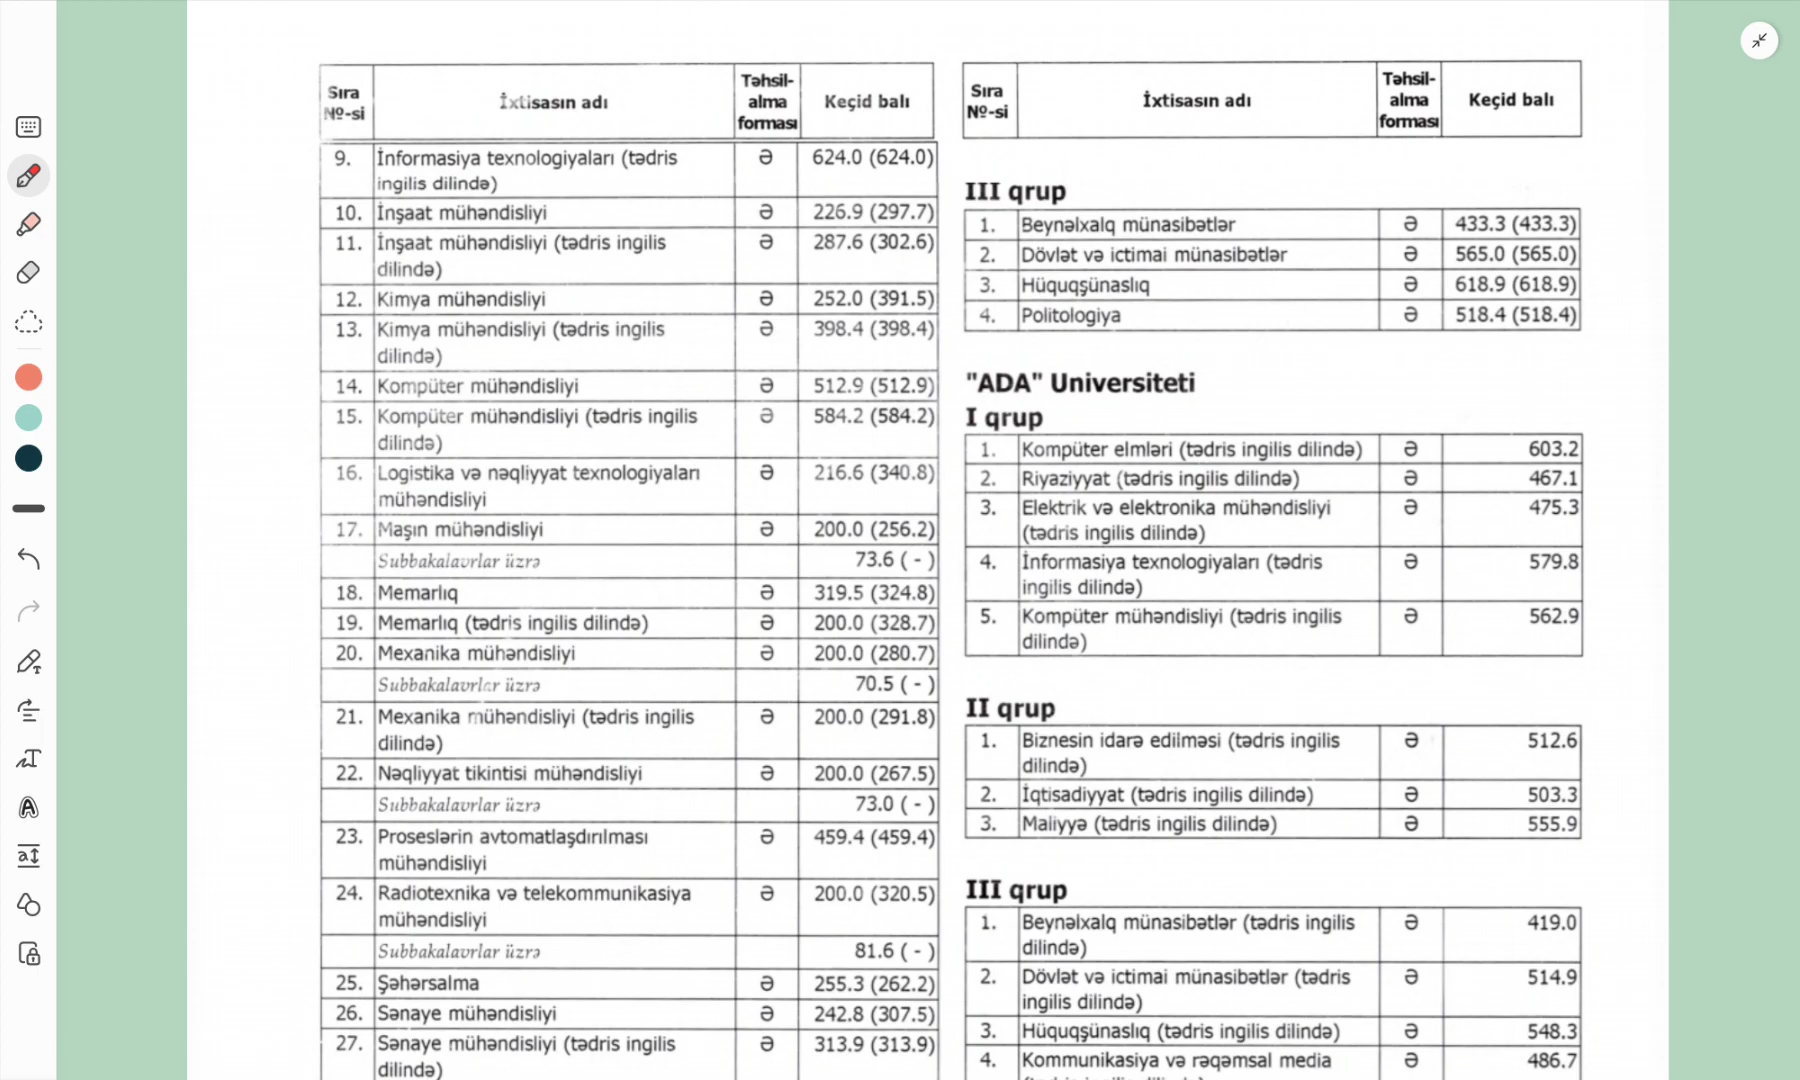 Sıra
№-si
İxtisasın adı
Təhsil-
alma
forması
Keçid balı
9. İnformasiya texnologiyaları (tədris
ingilis dilində)
Ə 624.0 (624.0)
10. İnşaat mühəndisliyi Ə 226.9 (297.7)
11. İnşaat mühəndisliyi (tədris ingilis
dilində)
Ə 287.6 (302.6)
12. Kimya mühəndisliyi Ə 252.0 (391.5)
13. Kimya mühəndisliyi (tədris ingilis
dilində)
Ə 398.4 (398.4)
14. Kompüter mühəndisliyi Ə 512.9 (512.9)
15. Kompüter mühəndisliyi (tədris ingilis
dilində)
Ə 584.2 (584.2)
16. Logistika və nəqliyyat texnologiyaları
mühəndisliyi
Ə 216.6 (340.8)
17. Maşın mühəndisliyi Ə 200.0 (256.2)
Subbakalavrlar üzrə 73.6 ( - )
18. Memarlıq Ə 319.5 (324.8)
19. Memarlıq (tədris ingilis dilində) Ə 200.0 (328.7)
20. Mexanika mühəndisliyi Ə 200.0 (280.7)
Subbakalavrlar üzrə 70.5 ( - )
21. Mexanika mühəndisliyi (tədris ingilis
dilində)
Ə 200.0 (291.8)
22. Nəqliyyat tikintisi mühəndisliyi Ə 200.0 (267.5)
Subbakalavrlar üzrə 73.0 ( - )
23. Proseslərin avtomatlaşdırılması
mühəndisliyi
Ə 459.4 (459.4)
24. Radiotexnika və telekommunikasiya
mühəndisliyi
Ə 200.0 (320.5)
Subbakalavrlar üzrə 81.6 ( - )
25. Şəhərsalma Ə 255.3 (262.2)
26. Sənaye mühəndisliyi Ə 242.8 (307.5)
27. Sənaye mühəndisliyi (tədris ingilis
dilində)
Ə 313.9 (313.9)
Sıra
№-si
İxtisasın adı
Təhsil-
alma
forması
Keçid balı
III qrup
1. Beynəlxalq münasibətlər Ə 433.3 (433.3)
2. Dövlət və ictimai münasibətlər Ə 565.0 (565.0)
3. Hüquqşünaslıq Ə 618.9 (618.9)
4. Politologiya Ə 518.4 (518.4)
"ADA" Universiteti
I qrup
1. Kompüter elmləri (tədris ingilis dilində) Ə 603.2
2. Riyaziyyat (tədris ingilis dilində) Ə 467.1
3. Elektrik və elektronika mühəndisliyi
(tədris ingilis dilində)
Ə 475.3
4. İnformasiya texnologiyaları (tədris
ingilis dilində)
Ə 579.8
5. Kompüter mühəndisliyi (tədris ingilis
dilində)
Ə 562.9
II qrup
1. Biznesin idarə edilməsi (tədris ingilis
dilində)
Ə 512.6
2. İqtisadiyyat (tədris ingilis dilində) Ə 503.3
3. Maliyyə (tədris ingilis dilində) Ə 555.9
III qrup
1. Beynəlxalq münasibətlər (tədris ingilis
dilində)
Ə 419.0
2. Dövlət və ictimai münasibətlər (tədris
ingilis dilində)
Ə 514.9
3. Hüquqşünaslıq (tədris ingilis dilində) Ə 548.3
4. Kommunikasiya və rəqəmsal media
Ə 486.7